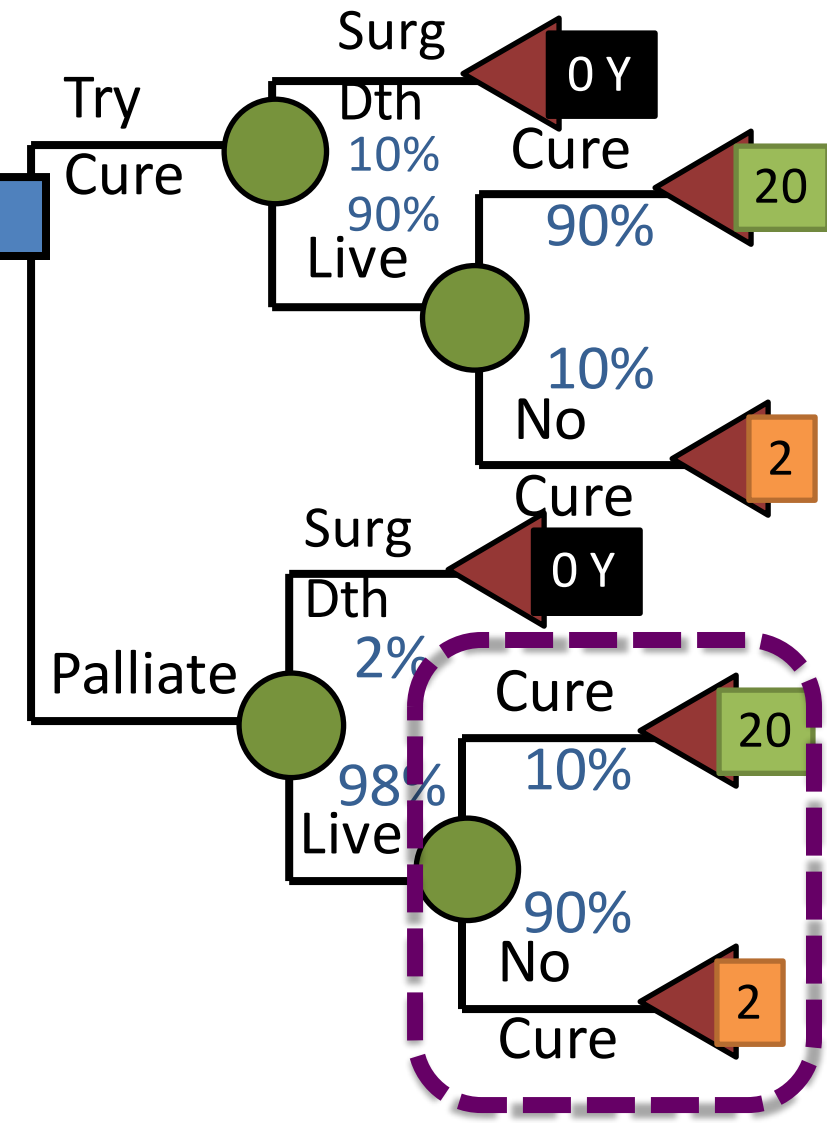 Surg
0 Y
Try
Dth
10%
Cure
Cure
20
90%
90%
Live
10%
No
2
Cure
Surg
0 Y
Dth
2%
Palliate
Cure
20
98%
10%
Live
90%
No
2
Cure